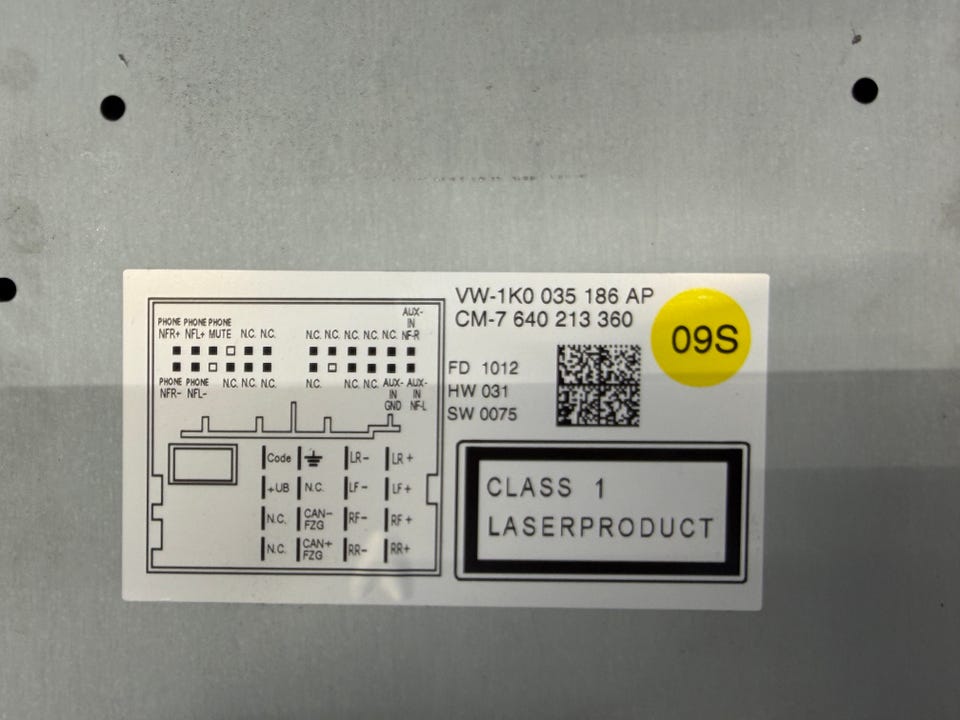 VW-1K0 035 186 AP
CM-7 640 213 360
09S
FD 1012
HW 031
SW 0075
CLASS 1
LASERPRODUCT
AUX-
IN
PHONE PHONE PHONE
NFR+ NFL+ MUTE N.C. N.C. N.C. N.C. N.C. N.C. N.C. NF-R
PHONE PHONE N.C. N.C. N.C. N.C. N.C. N.C. AUX- AUX-
NFR- NFL- IN IN
GND NF-L
Code LR- LR+
+UB N.C. LF- LF+
N.C. CAN- FZG RF- RF+
N.C. CAN+ FZG RR- RR+